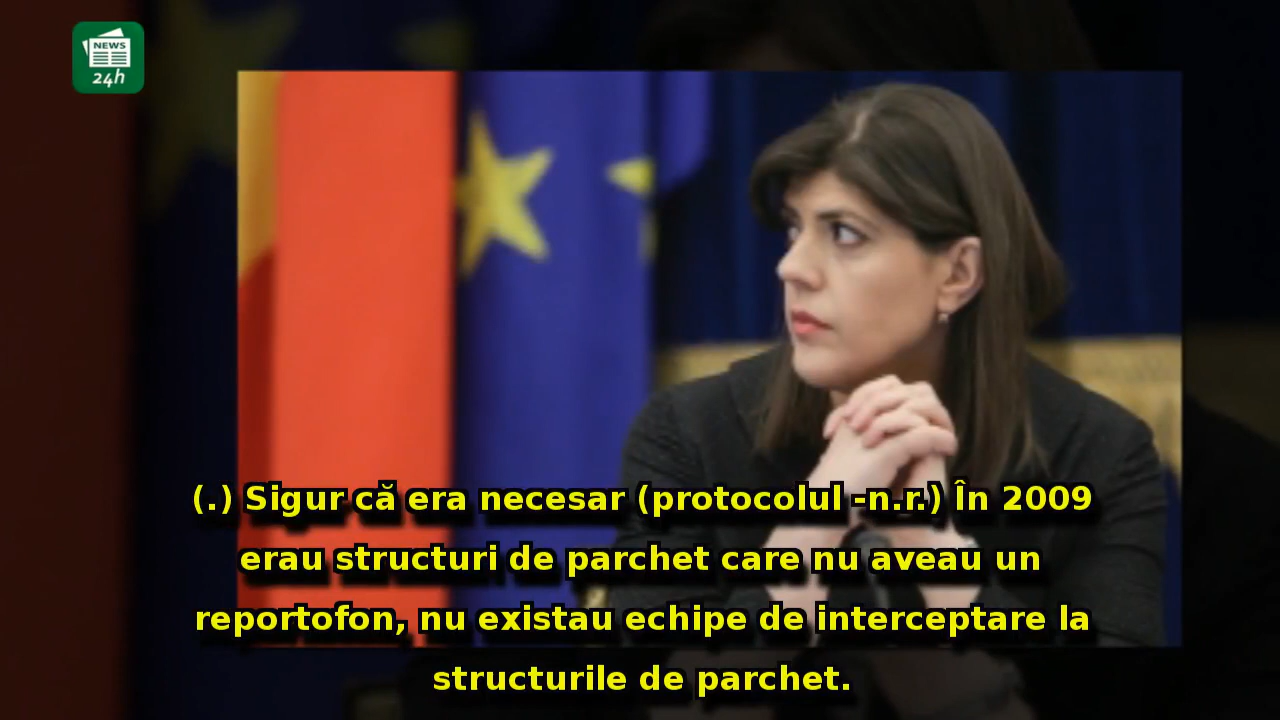 NEWS
24h
(.) Sigur că era necesar (protocolul -n.r.) În 2009
erau structuri de parchet care nu aveau un
reportofon, nu existau echipe de interceptare la
structurile de parchet.